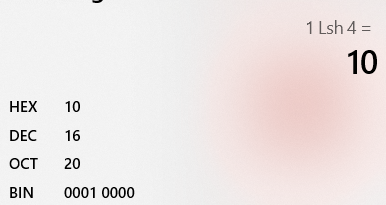 1 Lsh 4 =
10
HEX 10
DEC 16
OCT 20
BIN 0001 0000